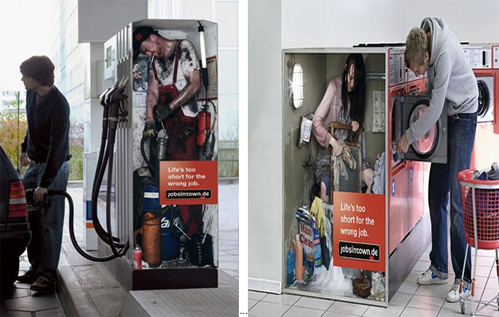 Life's too
short for the
wrong job.
jobsintown.de
Life's too
short for the
wrong job.
jobsintown.de